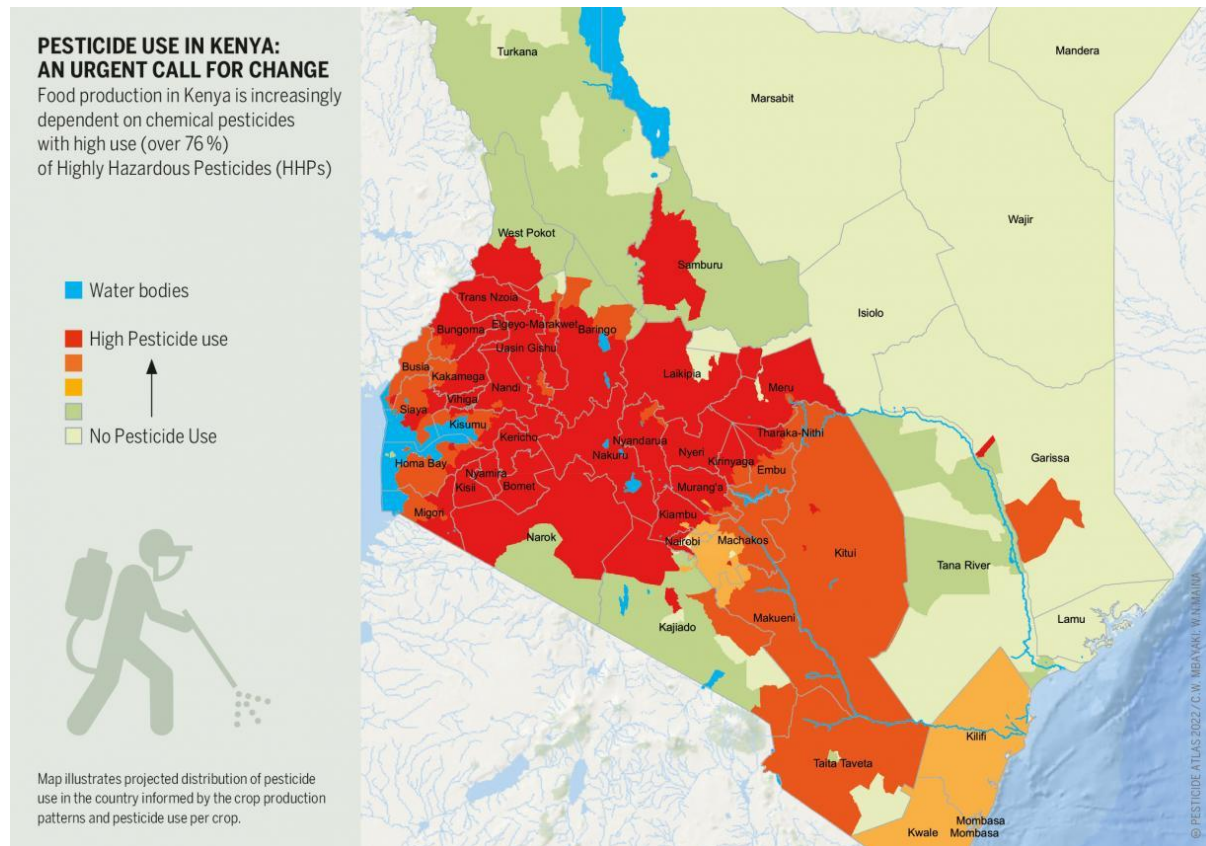 PESTICIDE USE IN KENYA:
AN URGENT CALL FOR CHANGE
Food production in Kenya is increasingly
dependent on chemical pesticides
with high use (over 76 %)
of Highly Hazardous Pesticides (HHPs)
Water bodies
High Pesticide use
No Pesticide Use
Map illustrates projected distribution of pesticide
use in the country informed by the crop production
patterns and pesticide use per crop.
Turkana
Mandera
Marsabit
Wajir
West Pokot
Samburu
Isiolo
Trans Nzoia
Bungoma
Elgeyo-Marakwet
Baringo
Uasin Gishu
Busia
Kakamega
Nandi
Laikipia
Meru
Vihiga
Siaya
Kisumu
Kericho
Nyandarua
Tharaka-Nithi
Nakuru
Nyeri
Garissa
Homa Bay
Nyamira
Kirinyaga
Embu
Kisii
Bomet
Murang'a
Migori
Kiambu
Narok
Nairobi
Machakos
Kitui
Tana River
Kajiado
Makueni
Lamu
Kilifi
Taita Taveta
Mombasa
Kwale
Mombasa
© PESTICIDE ATLAS 2022 / C.W. MBAYAKI; W.N.MAINA